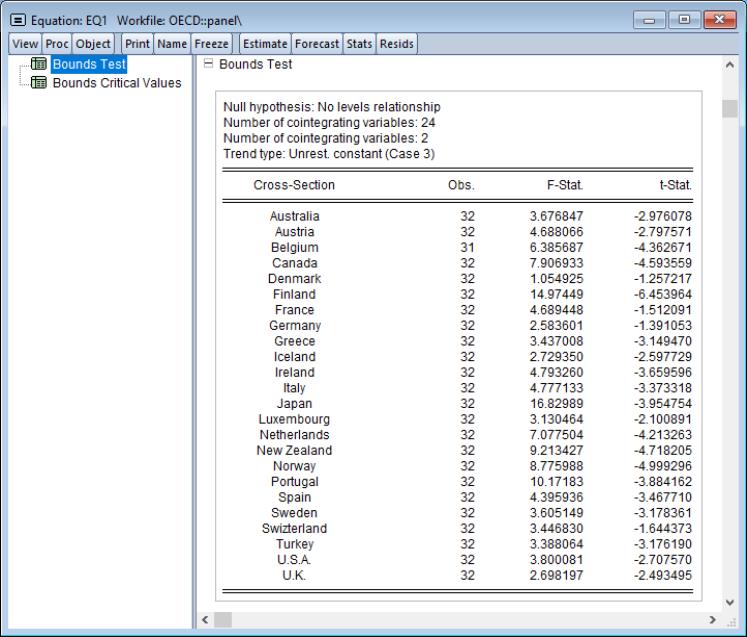 Equation: EQ1 Workfile: OECD::panel\
View Proc Object Print Name Freeze Estimate Forecast Stats Resids
Bounds Test
Bounds Critical Values
Bounds Test
Null hypothesis: No levels relationship
Number of cointegrating variables: 24
Number of cointegrating variables: 2
Trend type: Unrest. constant (Case 3)
Cross-Section Obs. F-Stat. t-Stat.
Australia 32 3.676847 -2.976078
Austria 32 4.688066 -2.797571
Belgium 31 6.385687 -4.362671
Canada 32 7.906933 -4.593559
Denmark 32 1.054925 -1.257217
Finland 32 14.97449 -6.453964
France 32 4.689448 -1.512091
Germany 32 2.583601 -1.391053
Greece 32 3.437008 -3.149470
Iceland 32 2.729350 -2.597729
Ireland 32 4.793260 -3.659596
Italy 32 4.777133 -3.373318
Japan 32 16.82989 -3.954754
Luxembourg 32 3.130464 -2.100891
Netherlands 32 7.077504 -4.213263
New Zealand 32 9.213427 -4.718205
Norway 32 8.775988 -4.999296
Portugal 32 10.17183 -3.884162
Spain 32 4.395936 -3.467710
Sweden 32 3.605149 -3.178361
Swizterland 32 3.446830 -1.644373
Turkey 32 3.388064 -3.176190
U.S.A. 32 3.800081 -2.707570
U.K. 32 2.698197 -2.493495